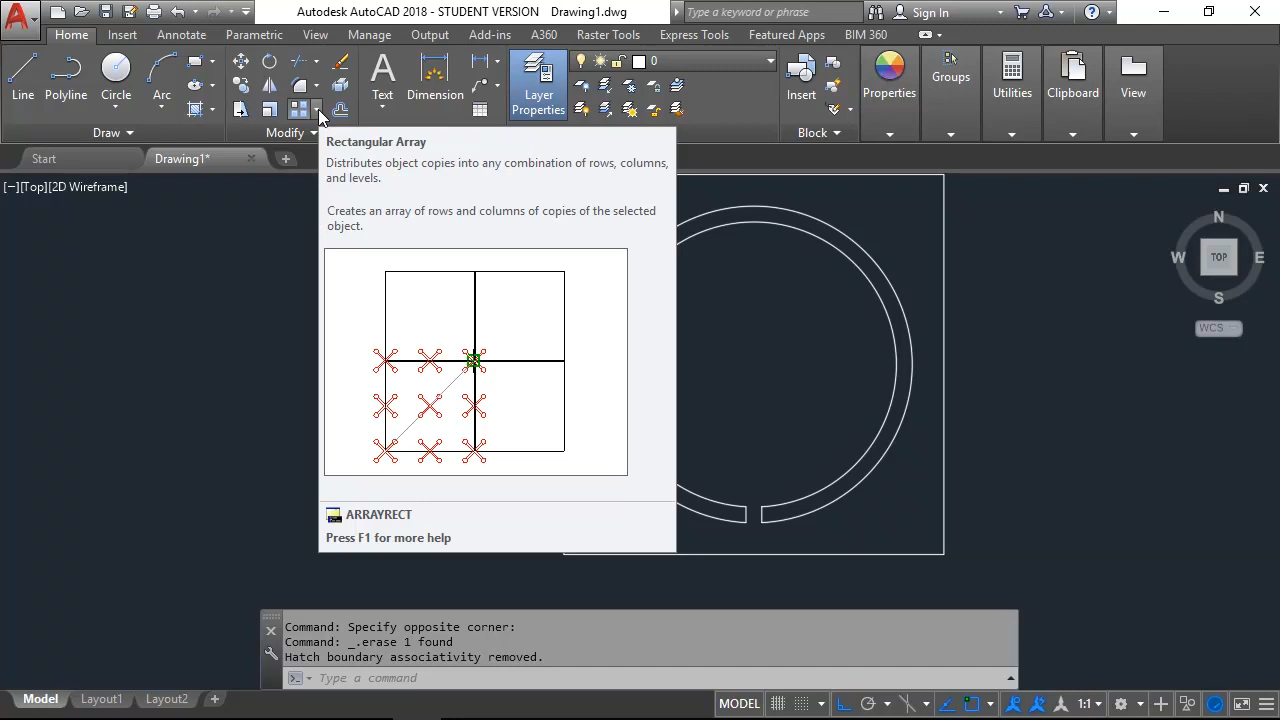 Autodesk AutoCAD 2018 - STUDENT VERSION Drawing1.dwg
Type a keyword or phrase
Sign In
Home Insert Annotate Parametric View Manage Output Add-ins A360 Raster Tools Express Tools Featured Apps BIM 360
0
Line Polyline Circle Arc
Text Dimension
Layer
Properties
Insert
Properties
Groups
Utilities
Clipboard
View
Draw
Modify
Block
Start
Drawing1*
[−][Top][2D Wireframe]
Rectangular Array
Distributes object copies into any combination of rows, columns,
and levels.
Creates an array of rows and columns of copies of the selected
object.
ARRAYRECT
Press F1 for more help
N
W TOP E
S
WCS
Command: Specify opposite corner:
Command: _.erase 1 found
Hatch boundary associativity removed.
Type a command
Model Layout1 Layout2
MODEL
1:1